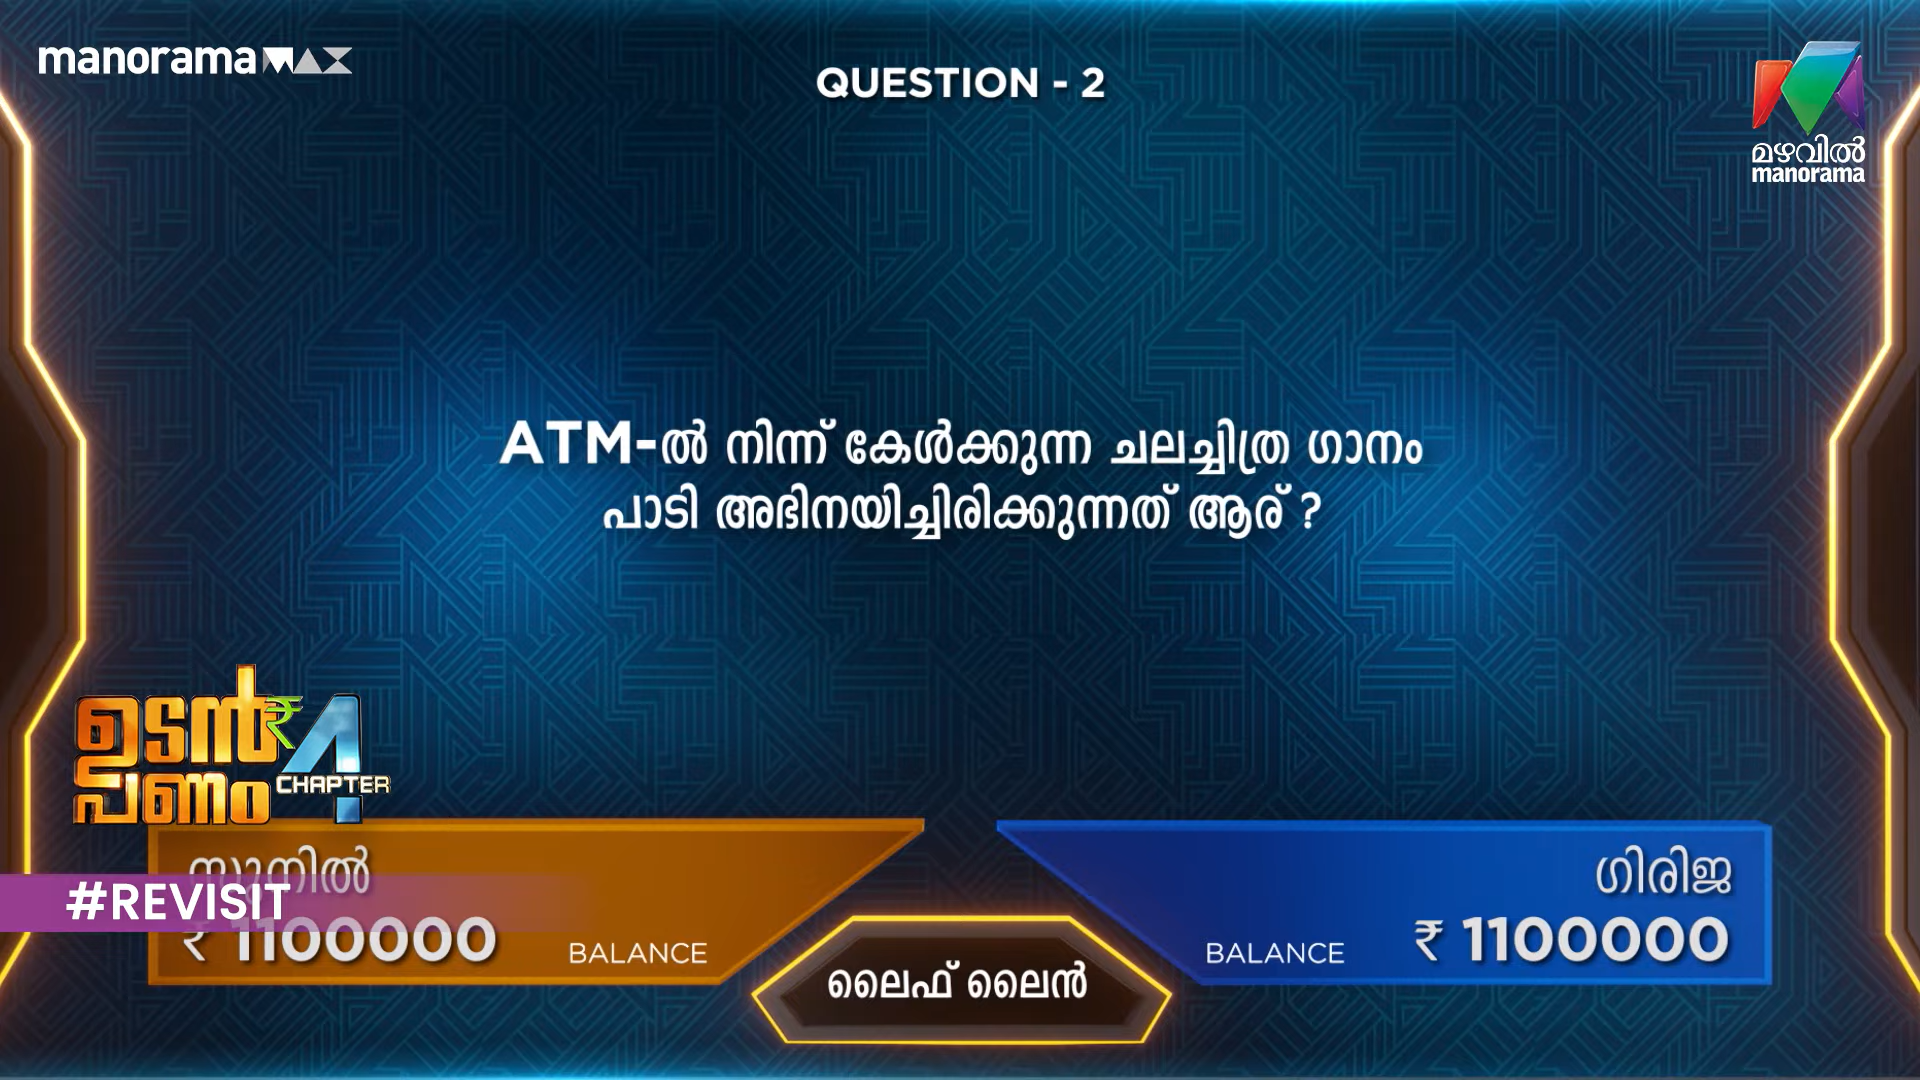 manorama MAX
QUESTION - 2
മഴവിൽ
manorama
ATM-ൽ നിന്ന് കേൾക്കുന്ന ചലച്ചിത്ര ഗാനം
പാടി അഭിനയിച്ചിരിക്കുന്നത് ആര് ?
ഉടൻ
പണം
CHAPTER 4
സുനിൽ
#REVISIT
₹ 1100000
BALANCE
ലൈഫ് ലൈൻ
ഗിരിജ
BALANCE ₹ 1100000